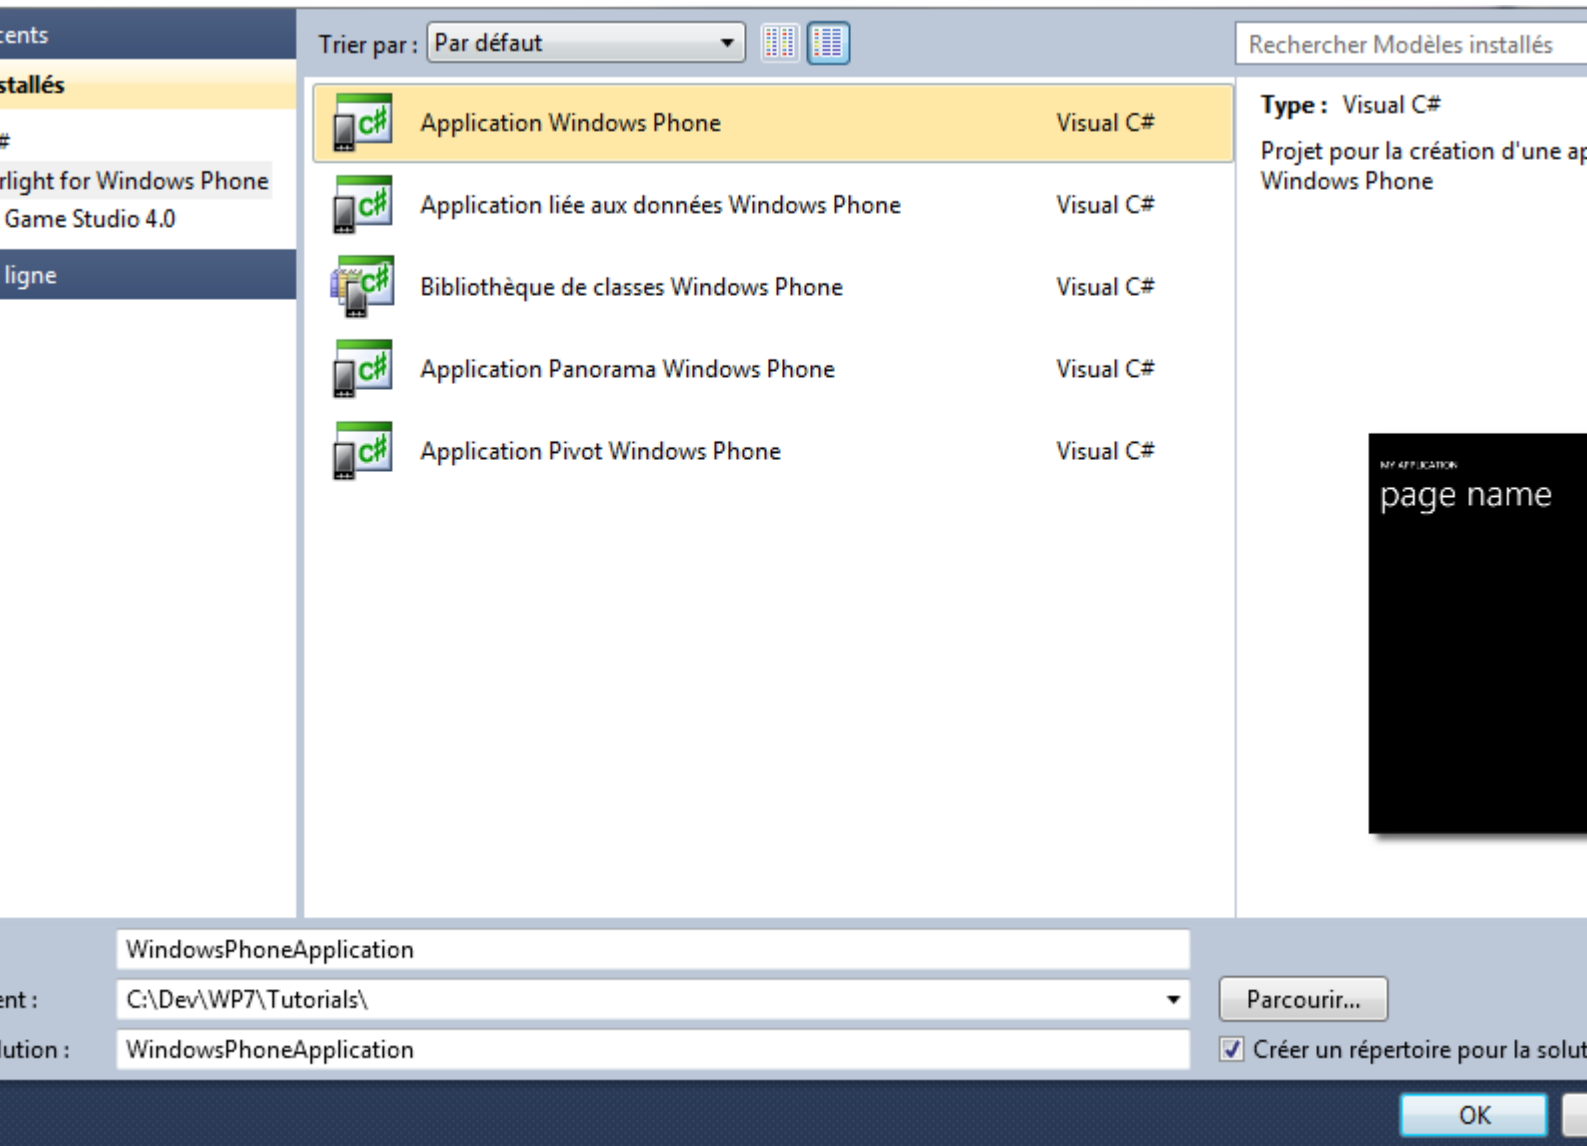 cents
Trier par : Par défaut
Rechercher Modèles installés
stallés
#
rlight for Windows Phone
Game Studio 4.0
ligne
Application Windows Phone Visual C#
Application liée aux données Windows Phone Visual C#
Bibliothèque de classes Windows Phone Visual C#
Application Panorama Windows Phone Visual C#
Application Pivot Windows Phone Visual C#
Type : Visual C#
Projet pour la création d'une ap
Windows Phone
MY APPLICATION
page name
WindowsPhoneApplication
ent : C:\Dev\WP7\Tutorials\ Parcourir...
lution : WindowsPhoneApplication Créer un répertoire pour la solut
OK